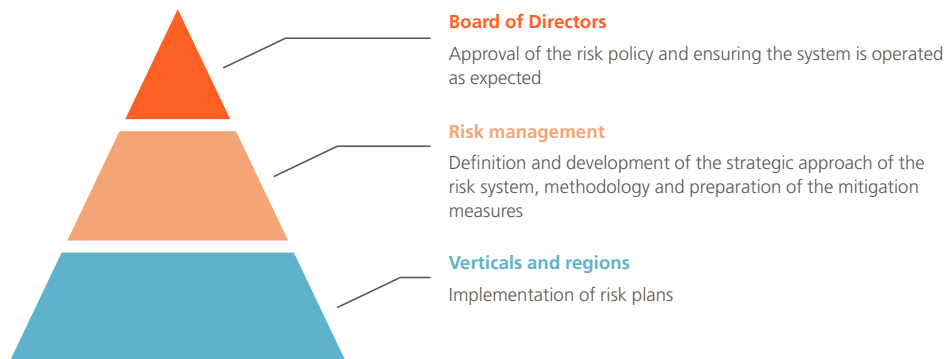 Board of Directors
Approval of the risk policy and ensuring the system is operated
as expected
Risk management
Definition and development of the strategic approach of the
risk system, methodology and preparation of the mitigation
measures
Verticals and regions
Implementation of risk plans